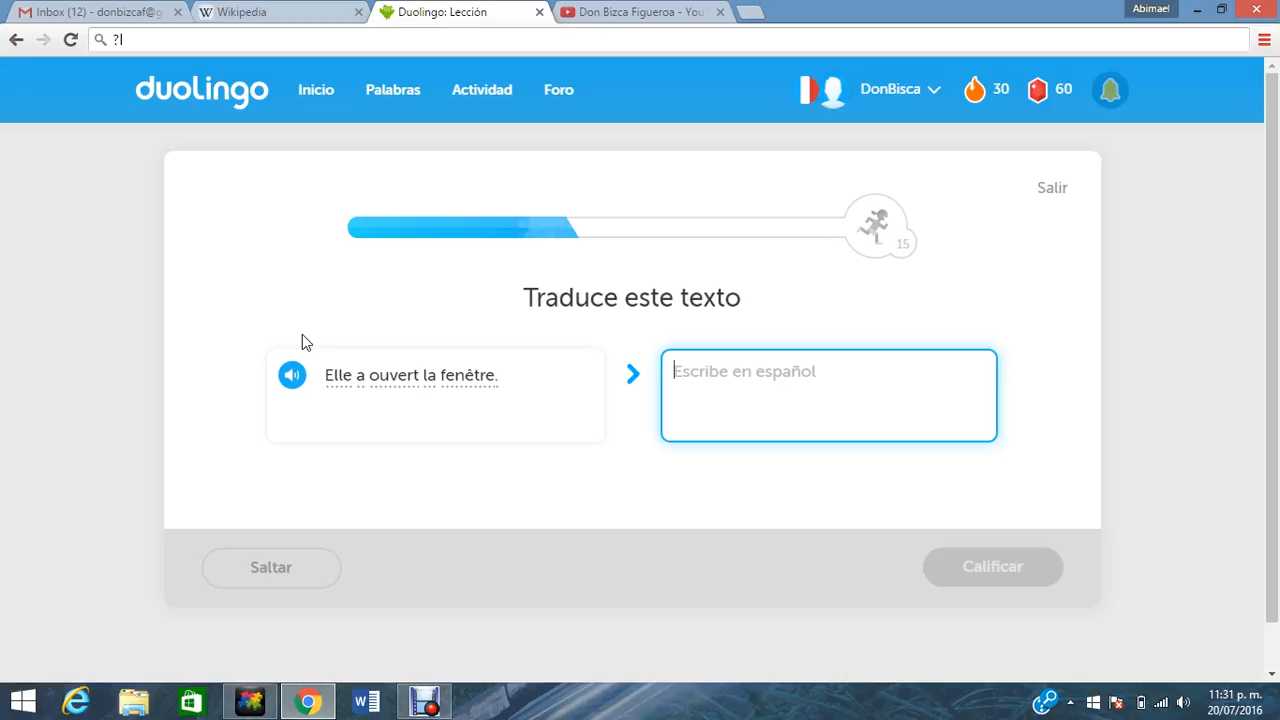 Inbox (12) - donbizcaf@g
Wikipedia
Duolingo: Lección
Don Bizca Figueroa - You
Abimael
?l
duolingo
Inicio
Palabras
Actividad
Foro
DonBisca
30
60
Salir
15
Traduce este texto
Elle a ouvert la fenêtre.
Escribe en español
Saltar
Calificar
11:31 p. m.
20/07/2016